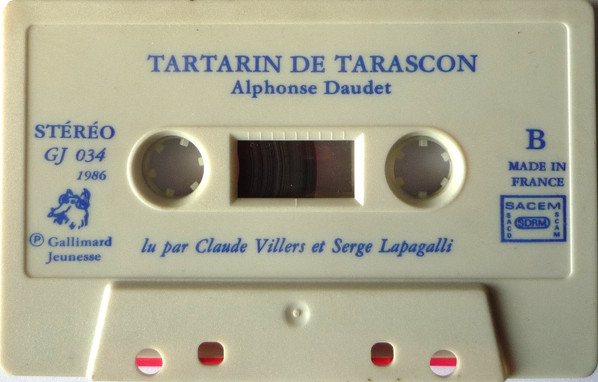 TARTARIN DE TARASCON
Alphonse Daudet
STÉRÉO
GJ 034
1986
B
MADE IN
FRANCE
SACEM
SACD
SDRM
SCAM
℗ Gallimard
Jeunesse
lu par Claude Villers et Serge Lapagalli